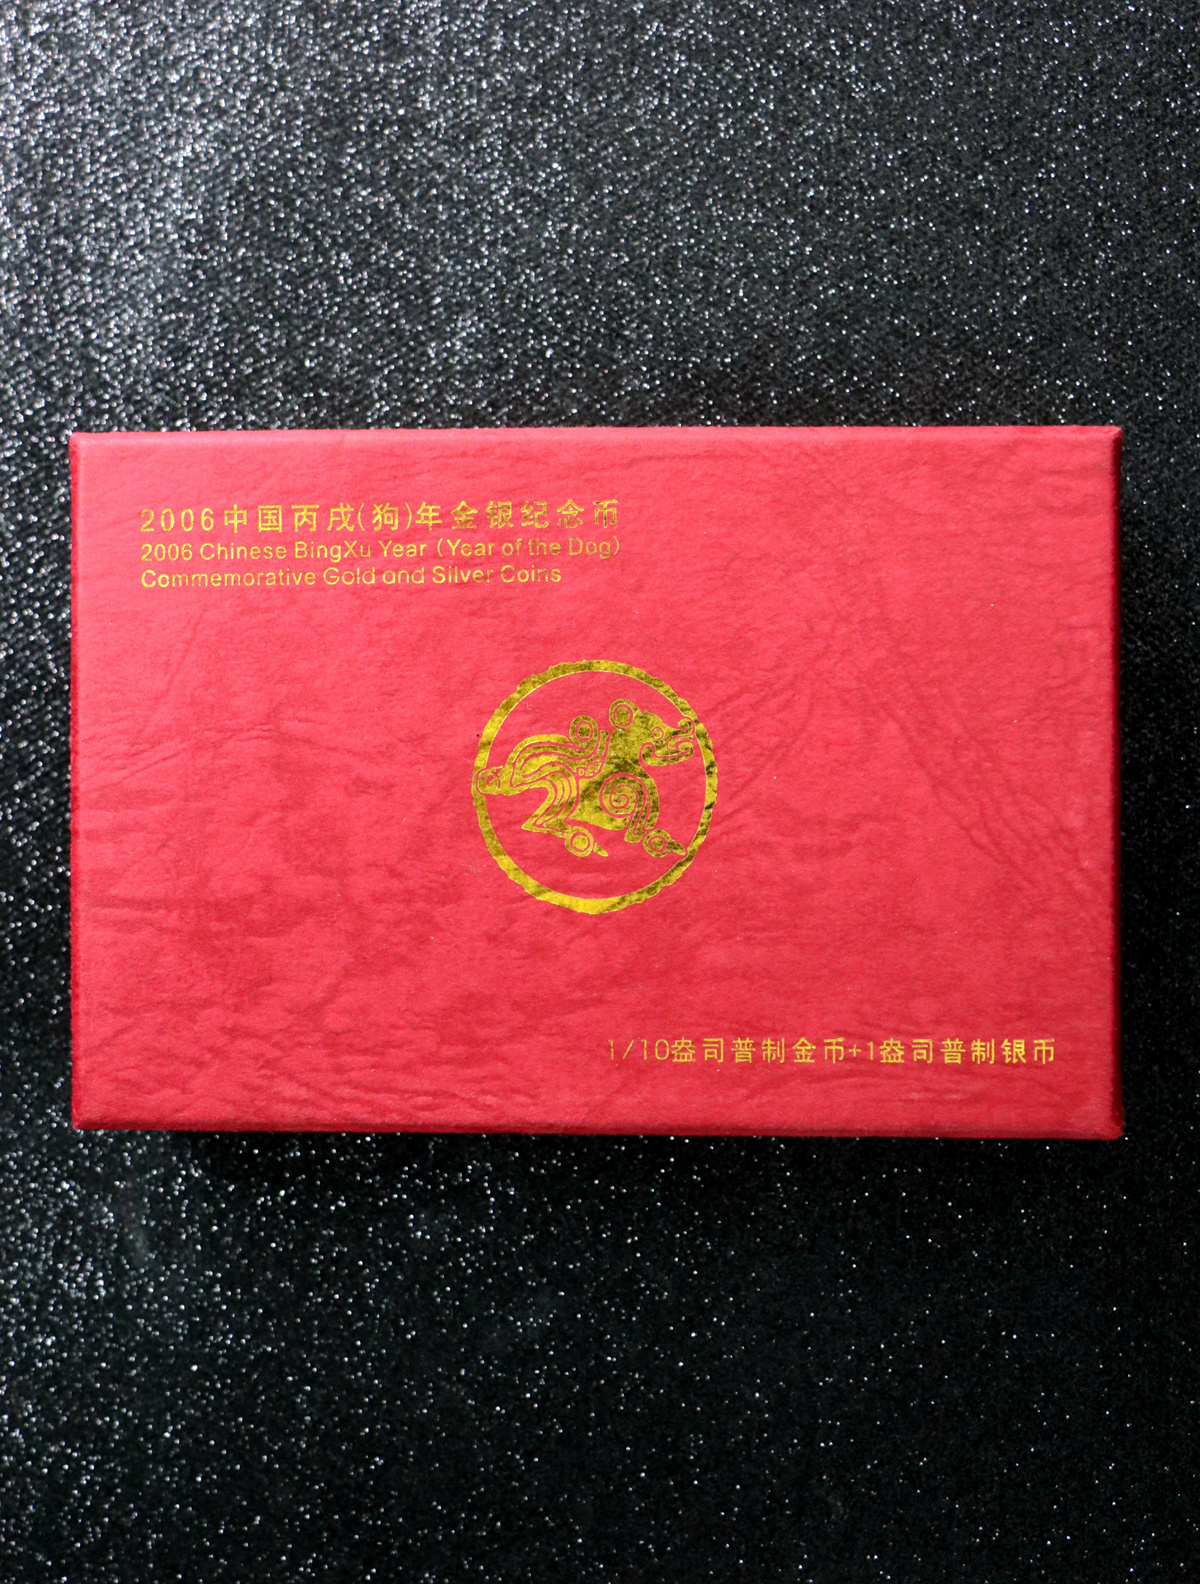 2006中国丙戌(狗)年金银纪念币
2006 Chinese BingXu Year (Year of the Dog)
Commemorative Gold and Silver Coins
1/10盎司普制金币+1盎司普制银币